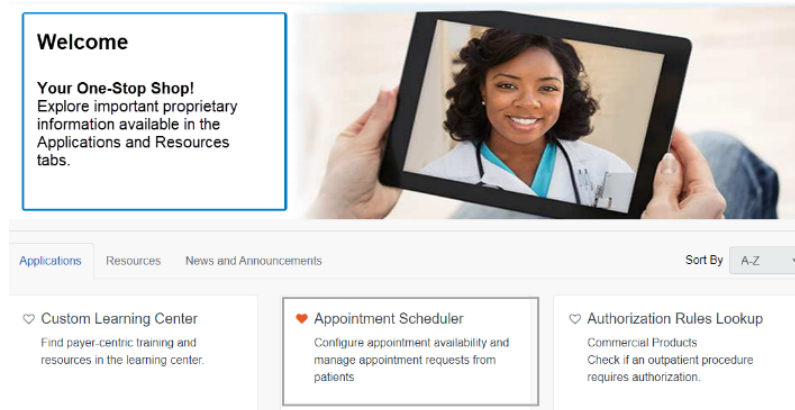 Welcome
Your One-Stop Shop!
Explore important proprietary
information available in the
Applications and Resources
tabs.
Applications Resources News and Announcements Sort By A-Z
Custom Learning Center
Find payer-centric training and
resources in the learning center.
Appointment Scheduler
Configure appointment availability and
manage appointment requests from
patients
Authorization Rules Lookup
Commercial Products
Check if an outpatient procedure
requires authorization.